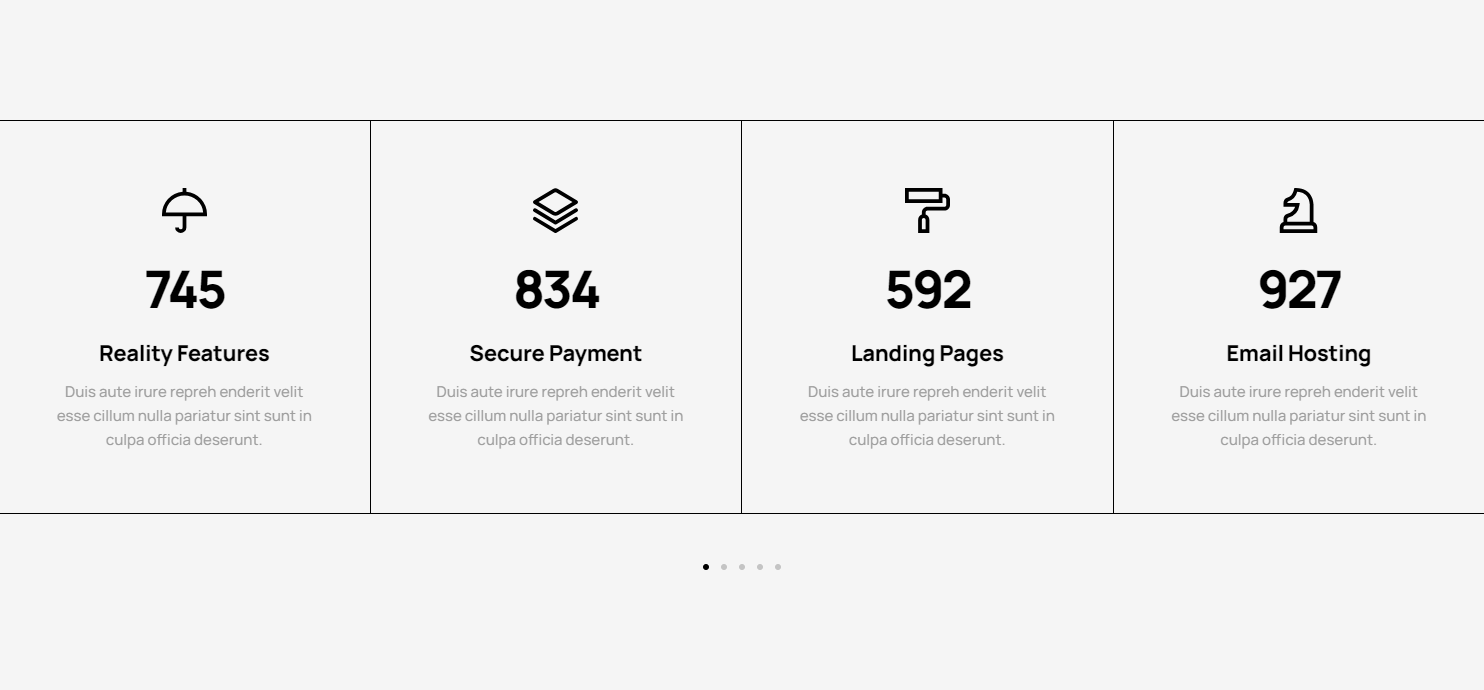 745
Reality Features
Duis aute irure repreh enderit velit
esse cillum nulla pariatur sint sunt in
culpa officia deserunt.
834
Secure Payment
Duis aute irure repreh enderit velit
esse cillum nulla pariatur sint sunt in
culpa officia deserunt.
592
Landing Pages
Duis aute irure repreh enderit velit
esse cillum nulla pariatur sint sunt in
culpa officia deserunt.
927
Email Hosting
Duis aute irure repreh enderit velit
esse cillum nulla pariatur sint sunt in
culpa officia deserunt.